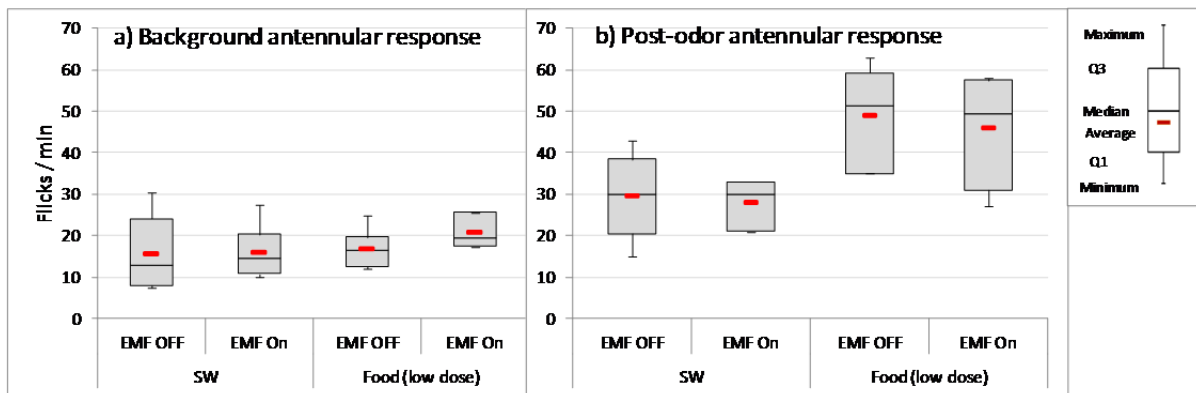 a) Background antennular response
Flicks / min
70
60
50
40
30
20
10
0
EMF OFF EMF On EMF OFF EMF On
SW Food (low dose)
b) Post-odor antennular response
70
60
50
40
30
20
10
0
EMF OFF EMF On EMF OFF EMF On
SW Food (low dose)
Maximum
Q3
Median
Average
Q1
Minimum